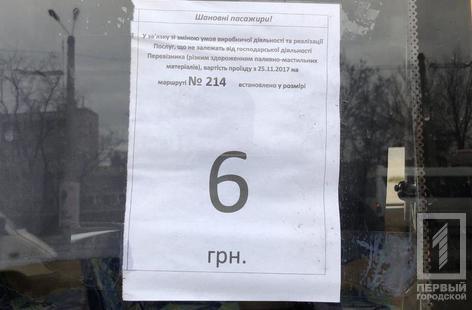 Шановні пасажири!
У зв'язку зі зміною умов виробничої діяльності та реалізації
Послуг, що не залежать від господарської діяльності
Перевізника (різким здороженням паливно-мастильних
матеріалів), вартість проїзду з 25.11.2017 на
маршруті № 214 встановлено у розмірі
6
грн.
1
ПЕРВЫЙ
ГОРОДСКОЙ